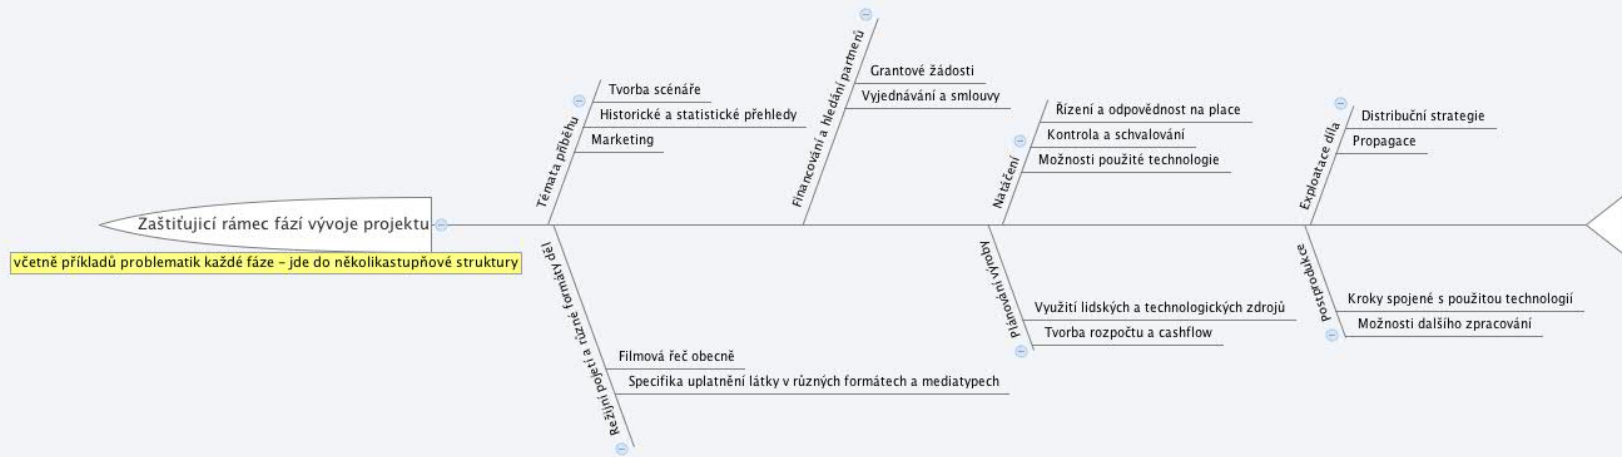 Zaštiťujicí rámec fází vývoje projektu
včetně příkladů problematik každé fáze – jde do několikastupňové struktury
Témata příběhu
Tvorba scénáře
Historické a statistické přehledy
Marketing
Režijní pojetí a různé formáty děl
Filmová řeč obecně
Specifika uplatnění látky v různých formátech a mediatypech
Financování a hledání partnerů
Grantové žádosti
Vyjednávání a smlouvy
Plánování výroby
Využití lidských a technologických zdrojů
Tvorba rozpočtu a cashflow
Natáčení
Řízení a odpovědnost na place
Kontrola a schvalování
Možnosti použité technologie
Postprodukce
Kroky spojené s použitou technologií
Možnosti dalšího zpracování
Exploatace díla
Distribuční strategie
Propagace